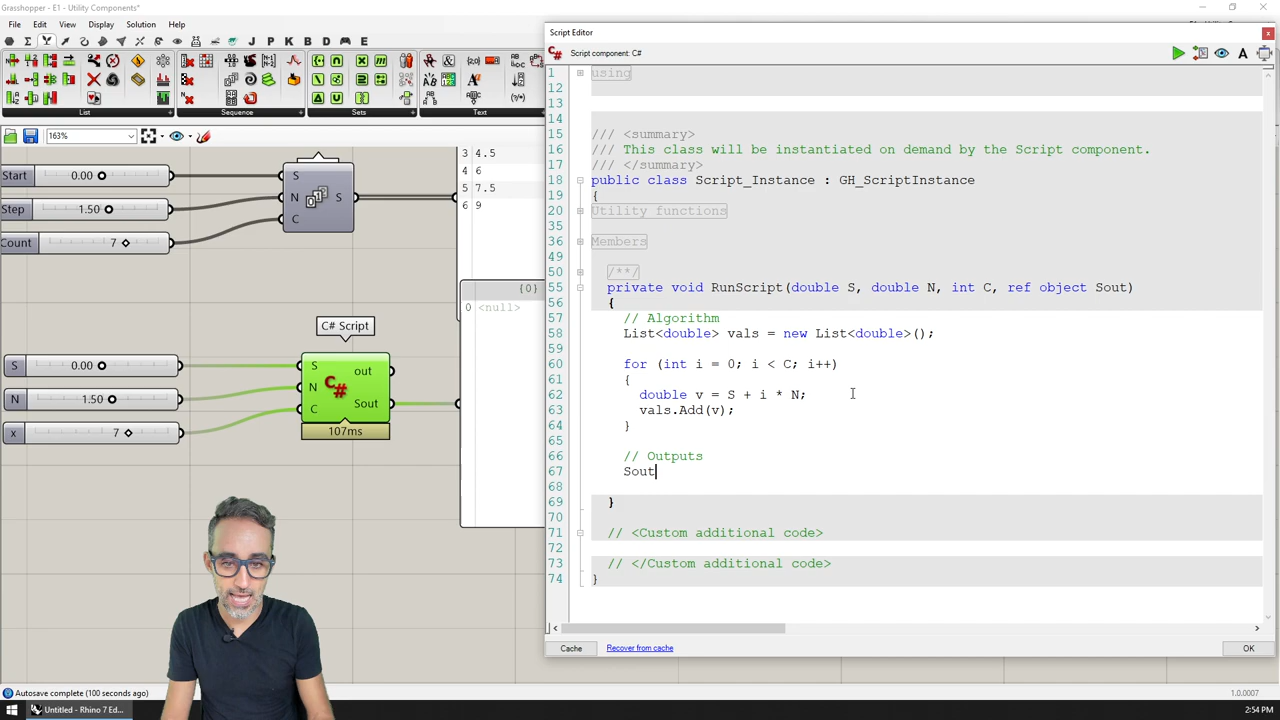 Grasshopper - E1 - Utility Components*
File Edit View Display Solution Help
Σ J P K B D E
List Sequence Sets Text
163%
Start 0.00
Step 1.50
Count 7
S
N S
C
3 4.5
4 6
5 7.5
6 9
{0}
0 <null>
C# Script
S 0.00
N 1.50
x 7
S out
N C# Sout
C
107ms
Autosave complete (100 seconds ago)
1.0.0007
Untitled - Rhino 7 Ed...
2:54 PM
Script Editor
C# Script component: C#
1 using
12
13
14
15 /// <summary>
16 /// This class will be instantiated on demand by the Script component.
17 /// </summary>
18 public class Script_Instance : GH_ScriptInstance
19 {
20 Utility functions
35
36 Members
49
50 /**/
55 private void RunScript(double S, double N, int C, ref object Sout)
56 {
57 // Algorithm
58 List<double> vals = new List<double>();
59
60 for (int i = 0; i < C; i++)
61 {
62 double v = S + i * N;
63 vals.Add(v);
64 }
65
66 // Outputs
67 Sout
68
69 }
70
71 // <Custom additional code>
72
73 // </Custom additional code>
74 }
Cache Recover from cache OK